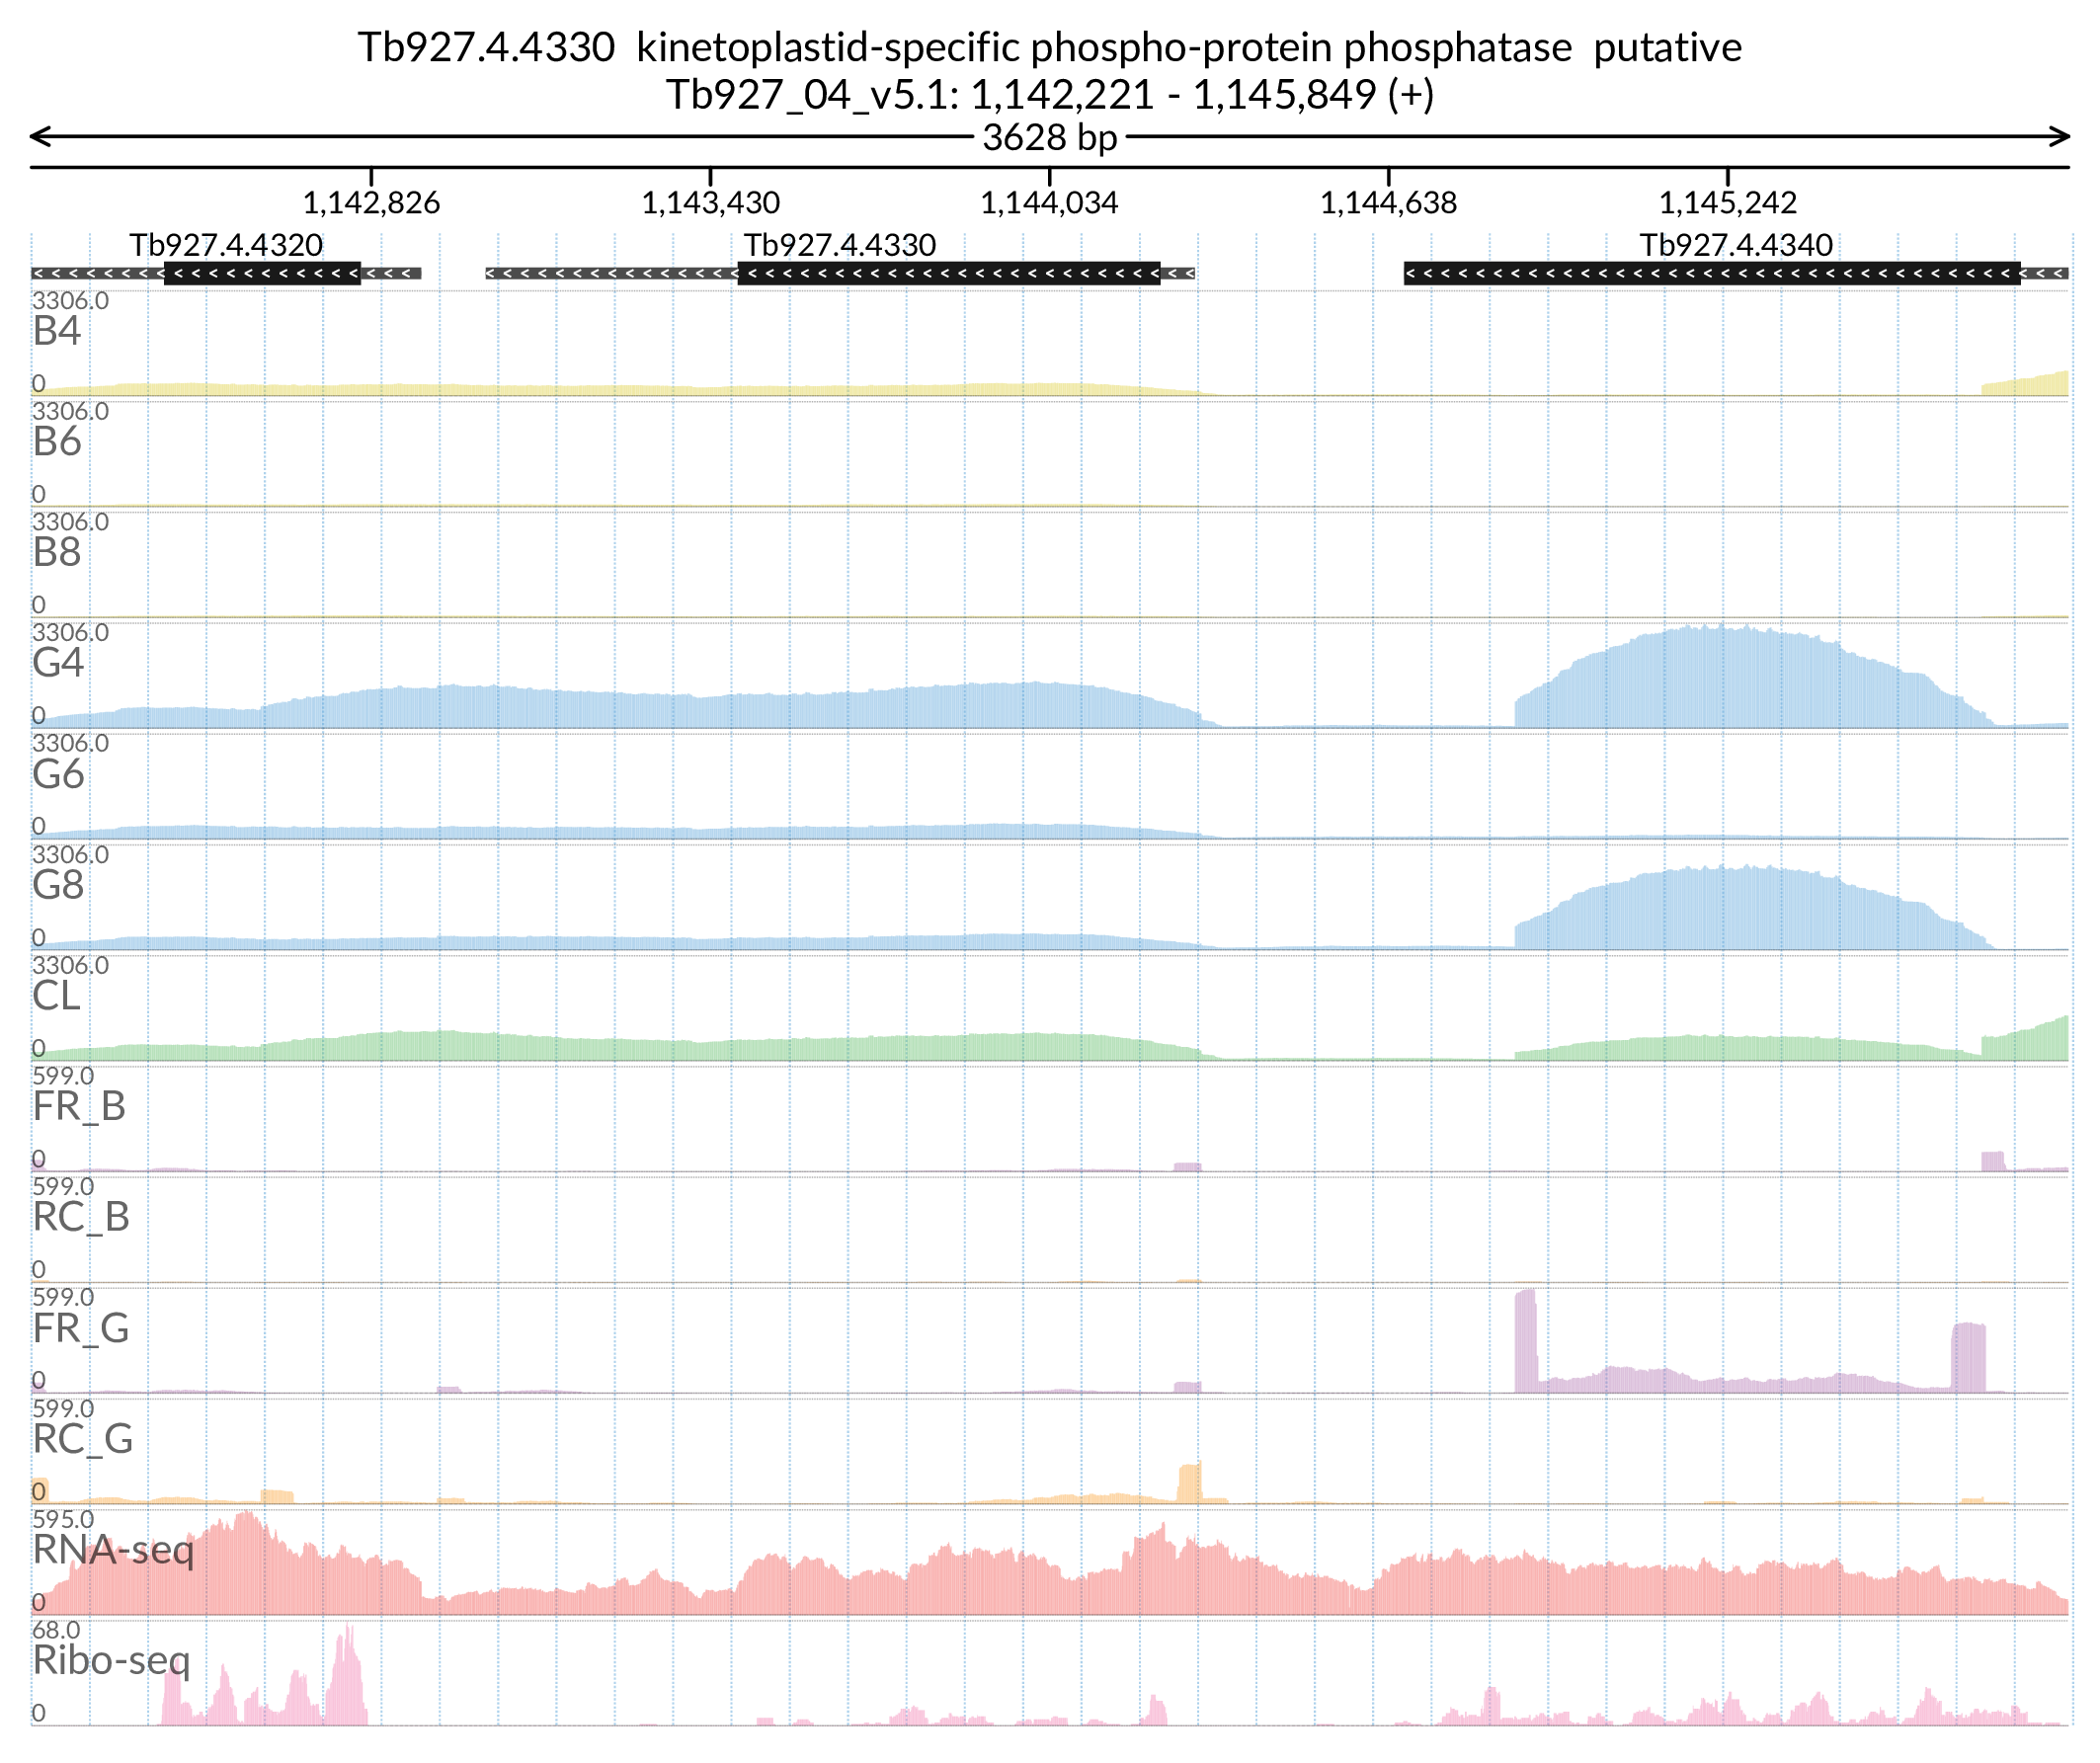 Tb927.4.4330 kinetoplastid-specific phospho-protein phosphatase putative
Tb927_04_v5.1: 1,142,221 - 1,145,849 (+)
3628 bp
1,142,826 1,143,430 1,144,034 1,144,638 1,145,242
Tb927.4.4320 Tb927.4.4330 Tb927.4.4340
3306.0
B4
0
3306.0
B6
0
3306.0
B8
0
3306.0
G4
0
3306.0
G6
0
3306.0
G8
0
3306.0
CL
0
599.0
FR_B
0
599.0
RC_B
0
599.0
FR_G
0
599.0
RC_G
0
595.0
RNA-seq
0
68.0
Ribo-seq
0